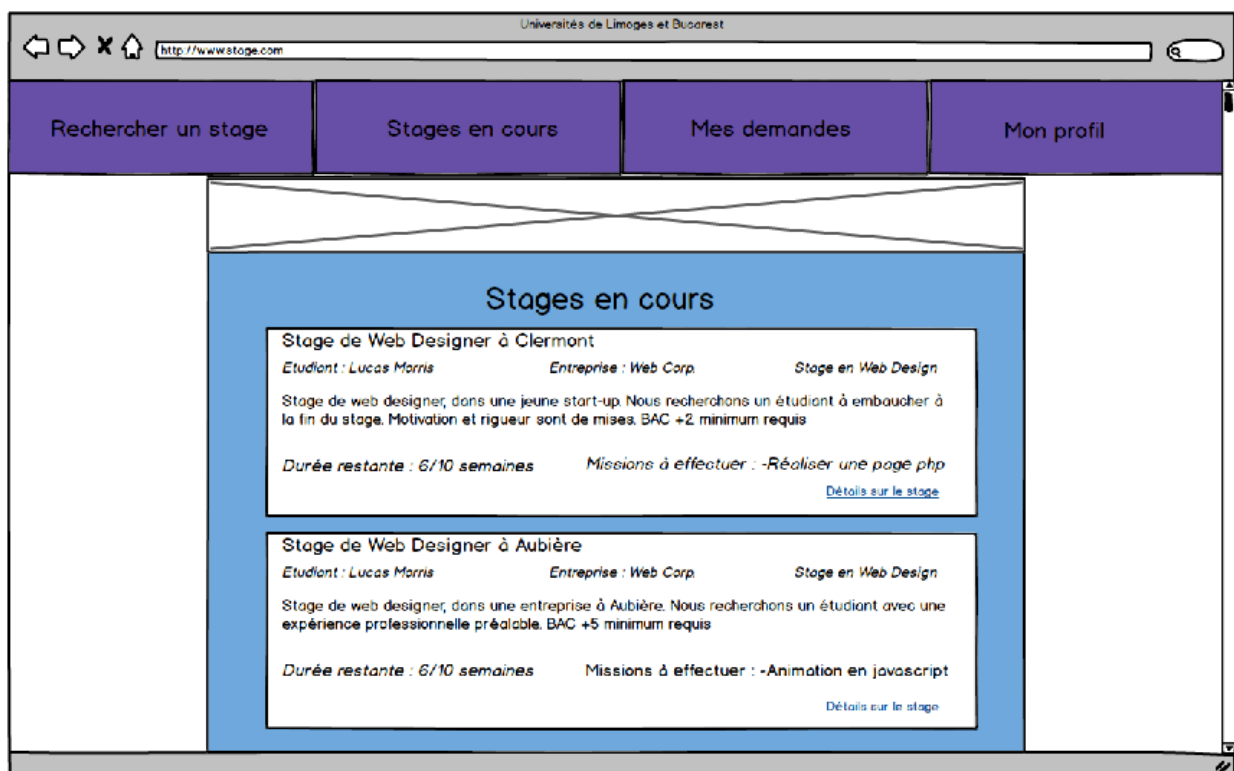 Universités de Limoges et Bucarest
http://www.stage.com
Rechercher un stage
Stages en cours
Mes demandes
Mon profil
Stages en cours
Stage de Web Designer à Clermont
Etudiant : Lucas Morris
Entreprise : Web Corp.
Stage en Web Design
Stage de web designer, dans une jeune start-up. Nous recherchons un étudiant à embaucher à
la fin du stage. Motivation et rigueur sont de mises. BAC +2 minimum requis
Durée restante : 6/10 semaines
Missions à effectuer : -Réaliser une page php
Détails sur le stage
Stage de Web Designer à Aubière
Etudiant : Lucas Morris
Entreprise : Web Corp.
Stage en Web Design
Stage de web designer, dans une entreprise à Aubière. Nous recherchons un étudiant avec une
expérience professionnelle préalable. BAC +5 minimum requis
Durée restante : 6/10 semaines
Missions à effectuer : -Animation en javascript
Détails sur le stage